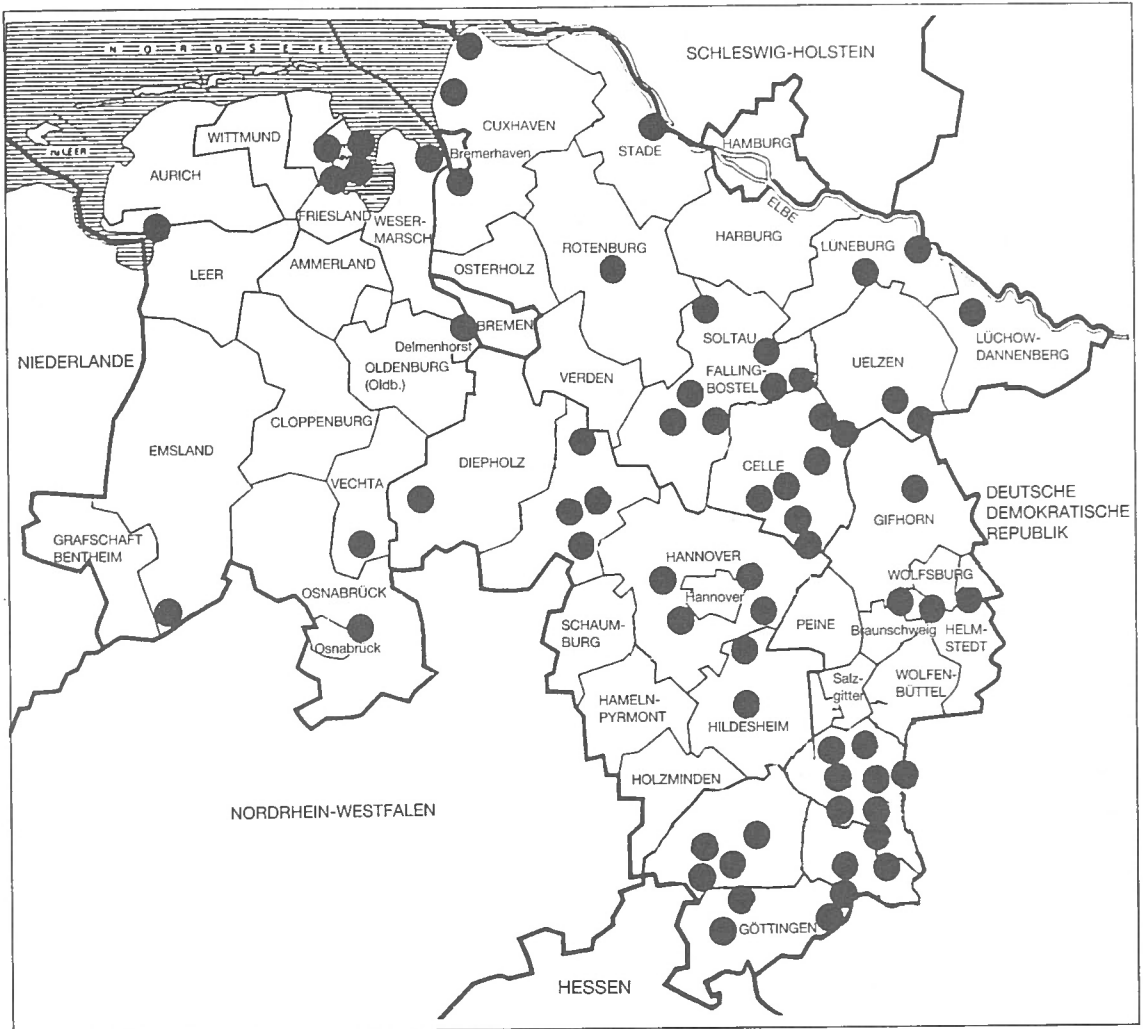 NORDSEE
SCHLESWIG-HOLSTEIN
CUXHAVEN
WITTMUND
STADE
HAMBURG
Bremerhaven
AURICH
ELBE
FRIESLAND
WESER-
MARSCH
ROTENBURG
HARBURG
LÜNEBURG
LEER
AMMERLAND
OSTERHOLZ
BREMEN
SOLTAU
FALLING-
BOSTEL
LÜCHOW-
DANNENBERG
UELZEN
Delmenhorst
OLDENBURG
(Oldb.)
NIEDERLANDE
VERDEN
CLOPPENBURG
EMSLAND
DIEPHOLZ
VECHTA
CELLE
GIFHORN
DEUTSCHE
DEMOKRATISCHE
REPUBLIK
GRAFSCHAFT
BENTHEIM
HANNOVER
Hannover
WOLFSBURG
OSNABRÜCK
Osnabrück
SCHAUM-
BURG
PEINE
Braunschweig
HELM-
STEDT
Salz-
gitter
WOLFEN-
BÜTTEL
HAMELN-
PYRMONT
HILDESHEIM
HOLZMINDEN
NORDRHEIN-WESTFALEN
GÖTTINGEN
HESSEN